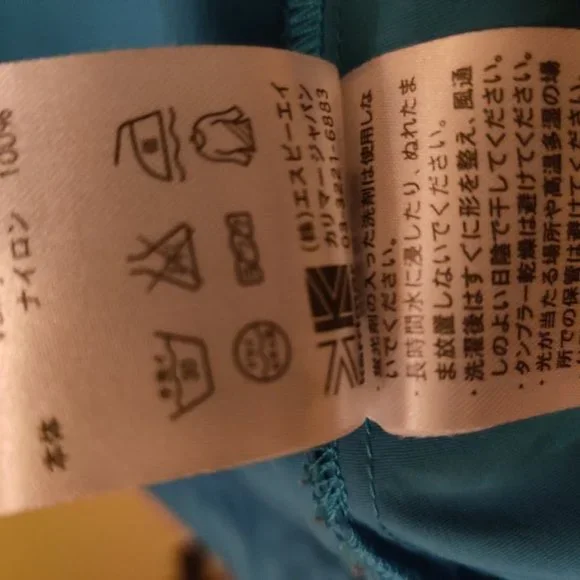 本体
ナイロン 100%
30
(株)エスピーエイ
カリマージャパン
03-3221-6883
・蛍光剤の入った洗剤は使用しな
いでください。
・長時間水に浸したり、ぬれたま
ま放置しないでください。
・洗濯後はすぐに形を整え、風通
しのよい日陰で干してください。
・タンブラー乾燥は避けてください。
・光が当たる場所や高温多湿の場
所での保管は避けてください